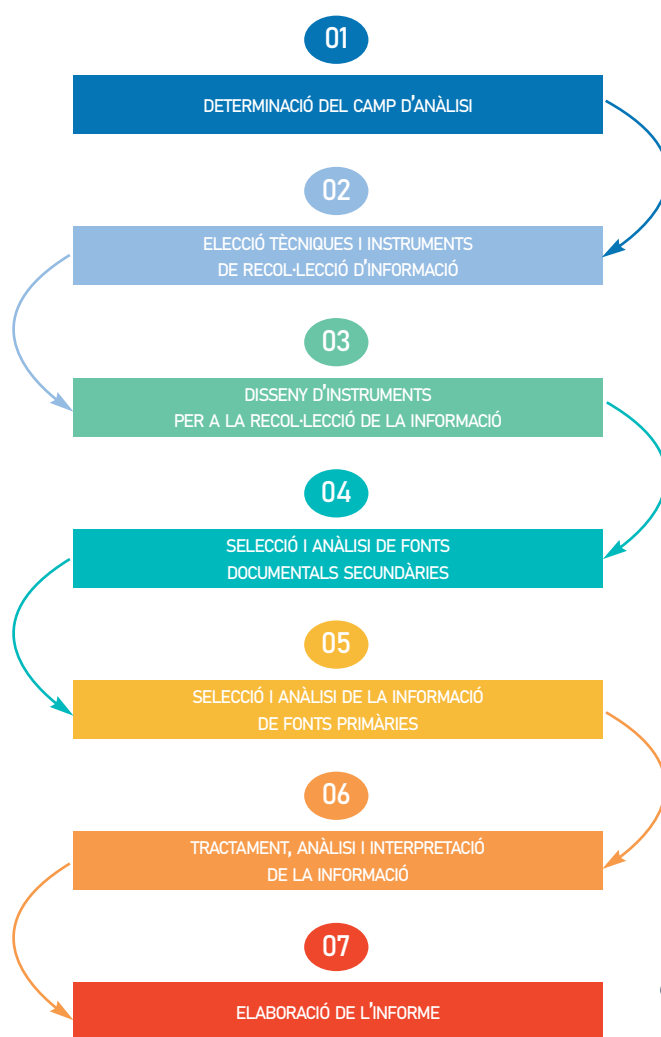 01
DETERMINACIÓ DEL CAMP D'ANÀLISI
02
ELECCIÓ TÈCNIQUES I INSTRUMENTS
DE RECOL·LECCIÓ D'INFORMACIÓ
03
DISSENY D'INSTRUMENTS
PER A LA RECOL·LECCIÓ DE LA INFORMACIÓ
04
SELECCIÓ I ANÀLISI DE FONTS
DOCUMENTALS SECUNDÀRIES
05
SELECCIÓ I ANÀLISI DE LA INFORMACIÓ
DE FONTS PRIMÀRIES
06
TRACTAMENT, ANÀLISI I INTERPRETACIÓ
DE LA INFORMACIÓ
07
ELABORACIÓ DE L'INFORME